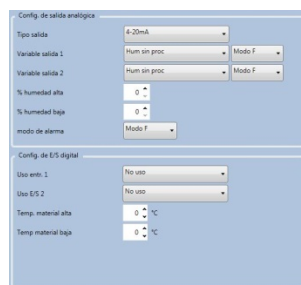 Config. de salida analógica
Tipo salida 4-20mA
Variable salida 1 Hum sin proc Modo F
Variable salida 2 Hum sin proc Modo F
% humedad alta 0
% humedad baja 0
modo de alarma Modo F
Config. de E/S digital
Uso entr. 1 No uso
Uso E/S 2 No uso
Temp. material alta 0 °C
Temp material baja 0 °C